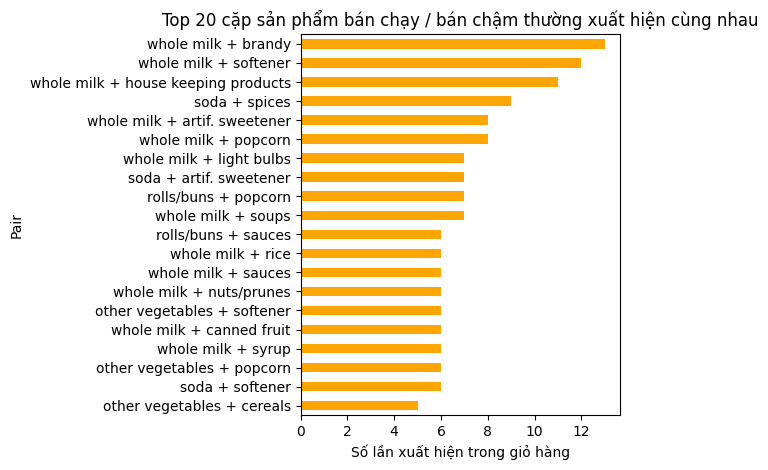 Top 20 cặp sản phẩm bán chạy / bán chậm thường xuất hiện cùng nhau
whole milk + brandy
whole milk + softener
whole milk + house keeping products
soda + spices
whole milk + artif. sweetener
whole milk + popcorn
whole milk + light bulbs
soda + artif. sweetener
rolls/buns + popcorn
whole milk + soups
rolls/buns + sauces
whole milk + rice
whole milk + sauces
whole milk + nuts/prunes
other vegetables + softener
whole milk + canned fruit
whole milk + syrup
other vegetables + popcorn
soda + softener
other vegetables + cereals
Pair
0 2 4 6 8 10 12
Số lần xuất hiện trong giỏ hàng